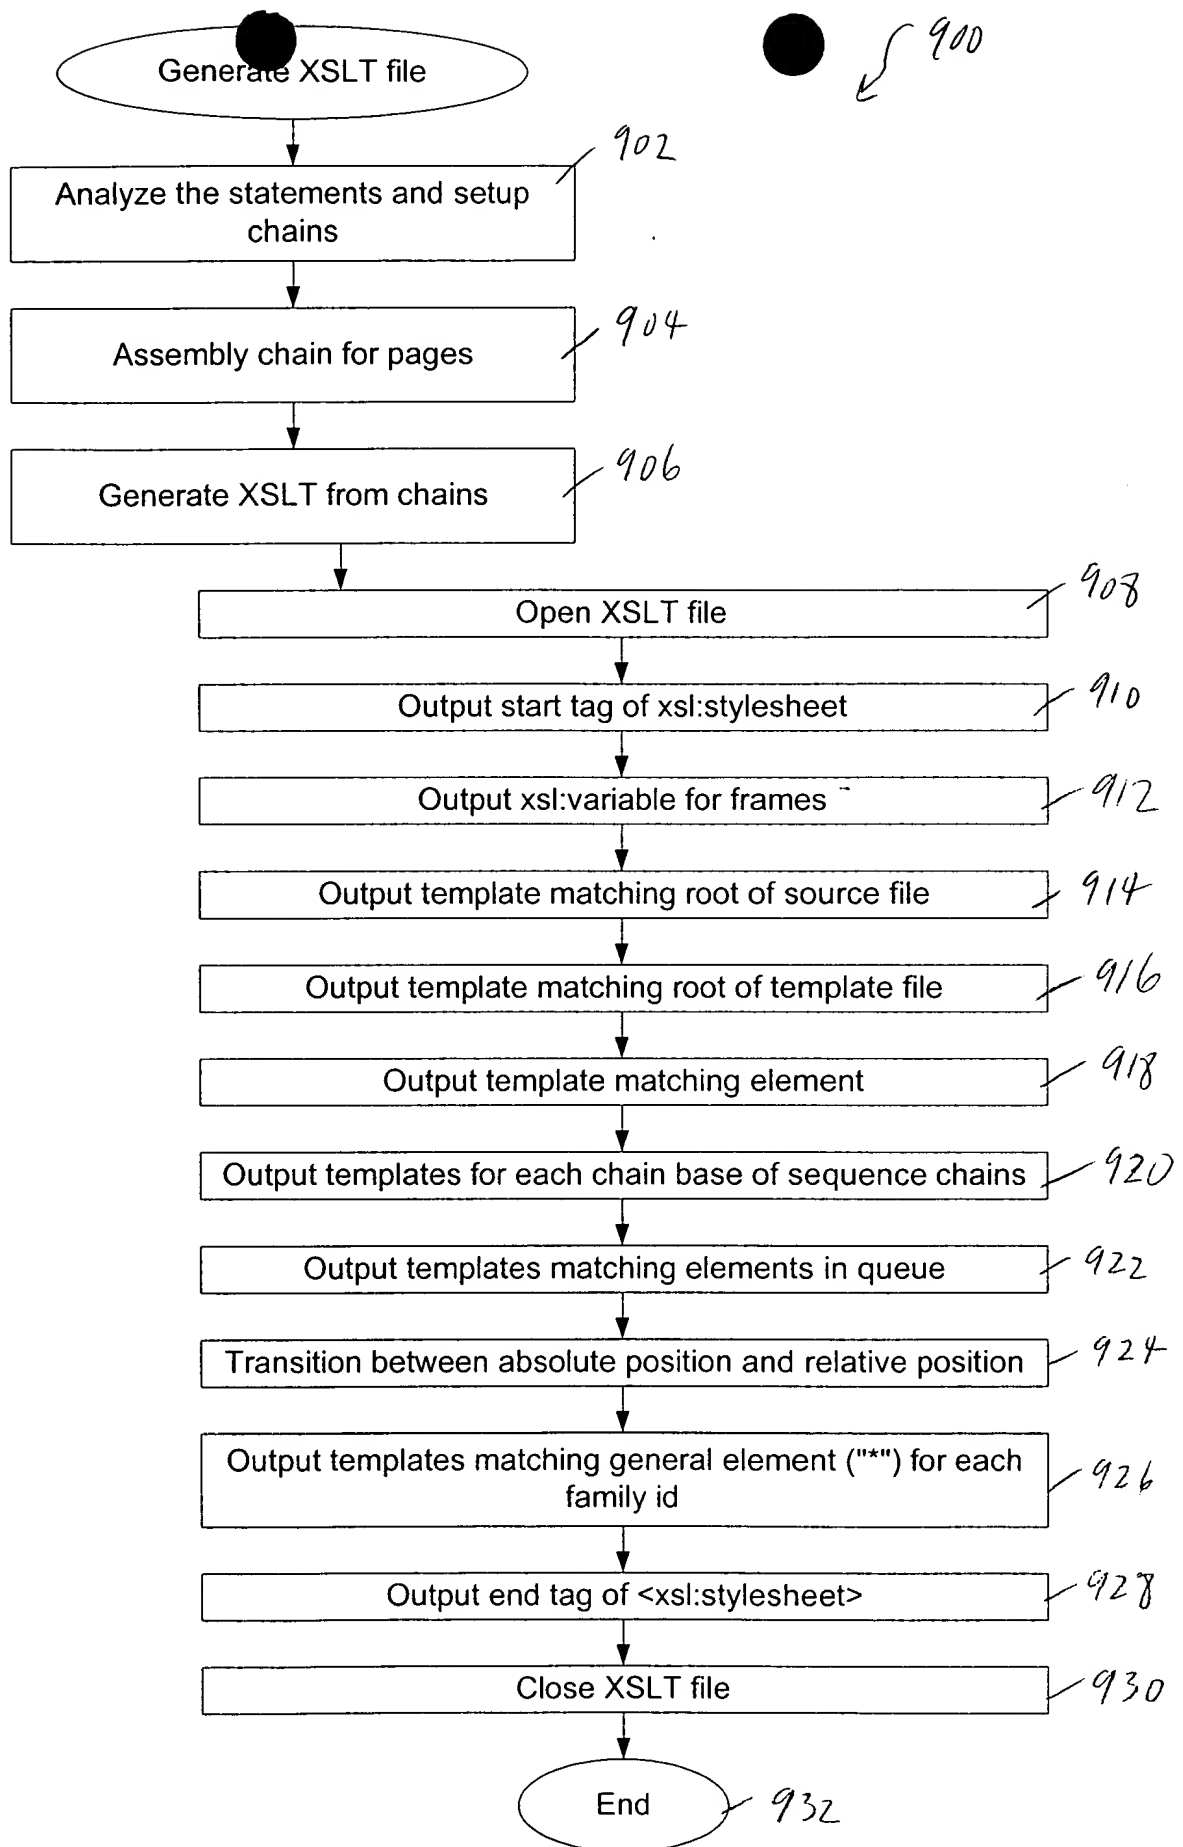 900
Generate XSLT file
902
Analyze the statements and setup
chains
904
Assembly chain for pages
906
Generate XSLT from chains
908
Open XSLT file
910
Output start tag of xsl:stylesheet
912
Output xsl:variable for frames
914
Output template matching root of source file
916
Output template matching root of template file
918
Output template matching element
920
Output templates for each chain base of sequence chains
922
Output templates matching elements in queue
924
Transition between absolute position and relative position
926
Output templates matching general element ("*") for each
family id
928
Output end tag of <xsl:stylesheet>
930
Close XSLT file
End
932